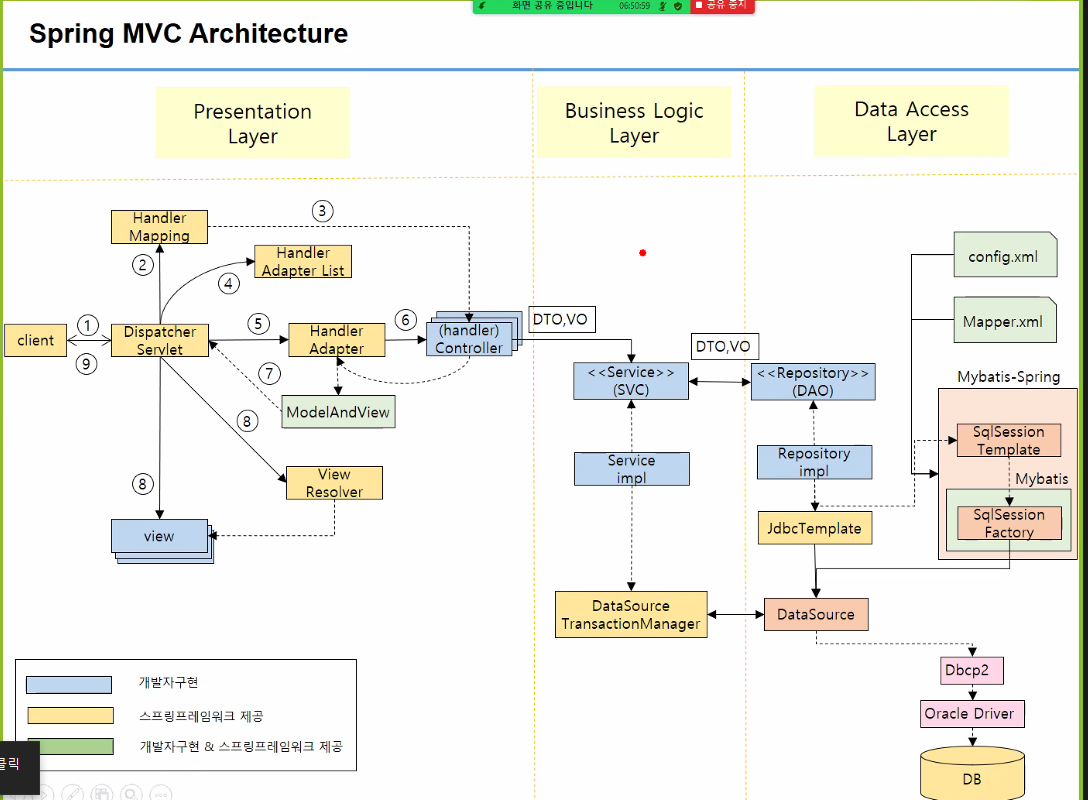 화면 공유 중입니다
06:50:59
공유 중지
Spring MVC Architecture
Presentation
Layer
Business Logic
Layer
Data Access
Layer
Handler
Mapping
③
②
Handler
Adapter List
④
config.xml
Mapper.xml
client
①
⑨
Dispatcher
Servlet
⑤
Handler
Adapter
⑥
(handler)
Controller
DTO,VO
DTO,VO
⑦
ModelAndView
<<Service>>
(SVC)
<<Repository>>
(DAO)
Mybatis-Spring
SqlSession
Template
Mybatis
SqlSession
Factory
⑧
⑧
View
Resolver
view
Service
impl
Repository
impl
JdbcTemplate
DataSource
TransactionManager
DataSource
Dbcp2
Oracle Driver
DB
개발자구현
스프링프레임워크 제공
개발자구현 & 스프링프레임워크 제공
클릭